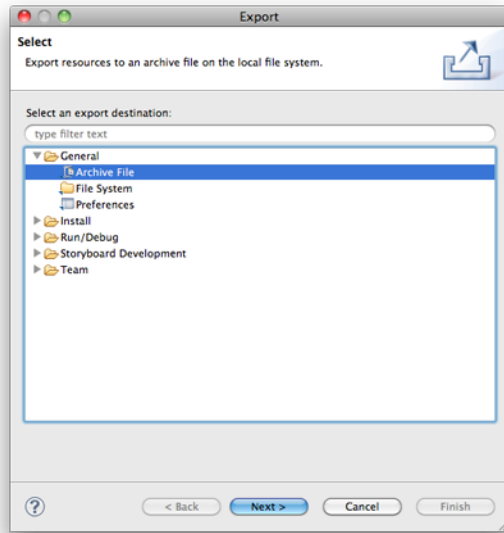 Export
Select
Export resources to an archive file on the local file system.
Select an export destination:
type filter text
General
Archive File
File System
Preferences
Install
Run/Debug
Storyboard Development
Team
?
< Back
Next >
Cancel
Finish